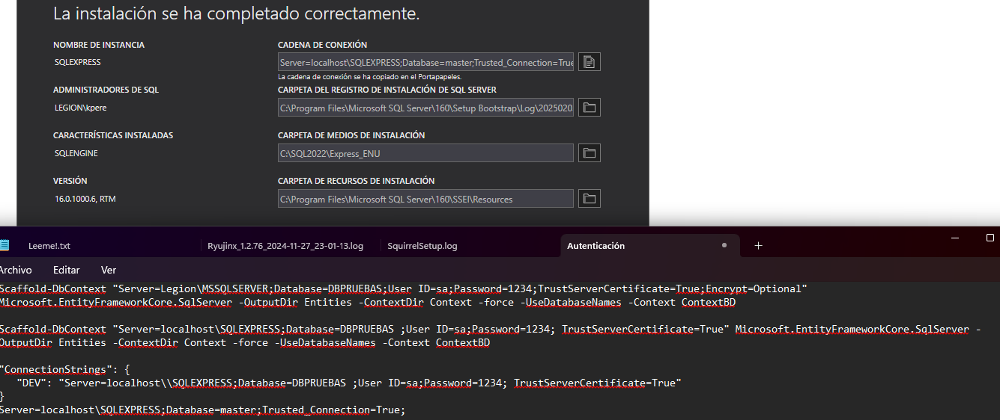 La instalación se ha completado correctamente.
NOMBRE DE INSTANCIA
SQLEXPRESS
CADENA DE CONEXIÓN
Server=localhost\SQLEXPRESS;Database=master;Trusted_Connection=True
La cadena de conexión se ha copiado en el Portapapeles.
ADMINISTRADORES DE SQL
LEGION\kpere
CARPETA DEL REGISTRO DE INSTALACIÓN DE SQL SERVER
C:\Program Files\Microsoft SQL Server\160\Setup Bootstrap\Log\2025020
CARACTERÍSTICAS INSTALADAS
SQLENGINE
CARPETA DE MEDIOS DE INSTALACIÓN
C:\SQL2022\Express_ENU
VERSIÓN
16.0.1000.6, RTM
CARPETA DE RECURSOS DE INSTALACIÓN
C:\Program Files\Microsoft SQL Server\160\SSEI\Resources
Leeme!.txt
Ryujinx_1.2.76_2024-11-27_23-01-13.log
SquirrelSetup.log
Autenticación
Archivo
Editar
Ver
Scaffold-DbContext "Server=Legion\MSSQLSERVER;Database=DBPRUEBAS;User ID=sa;Password=1234;TrustServerCertificate=True;Encrypt=Optional"
Microsoft.EntityFrameworkCore.SqlServer -OutputDir Entities -ContextDir Context -force -UseDatabaseNames -Context ContextBD
Scaffold-DbContext "Server=localhost\SQLEXPRESS;Database=DBPRUEBAS ;User ID=sa;Password=1234; TrustServerCertificate=True" Microsoft.EntityFrameworkCore.SqlServer -
OutputDir Entities -ContextDir Context -force -UseDatabaseNames -Context ContextBD
"ConnectionStrings": {
"DEV": "Server=localhost\\SQLEXPRESS;Database=DBPRUEBAS ;User ID=sa;Password=1234; TrustServerCertificate=True"
}
Server=localhost\SQLEXPRESS;Database=master;Trusted_Connection=True;